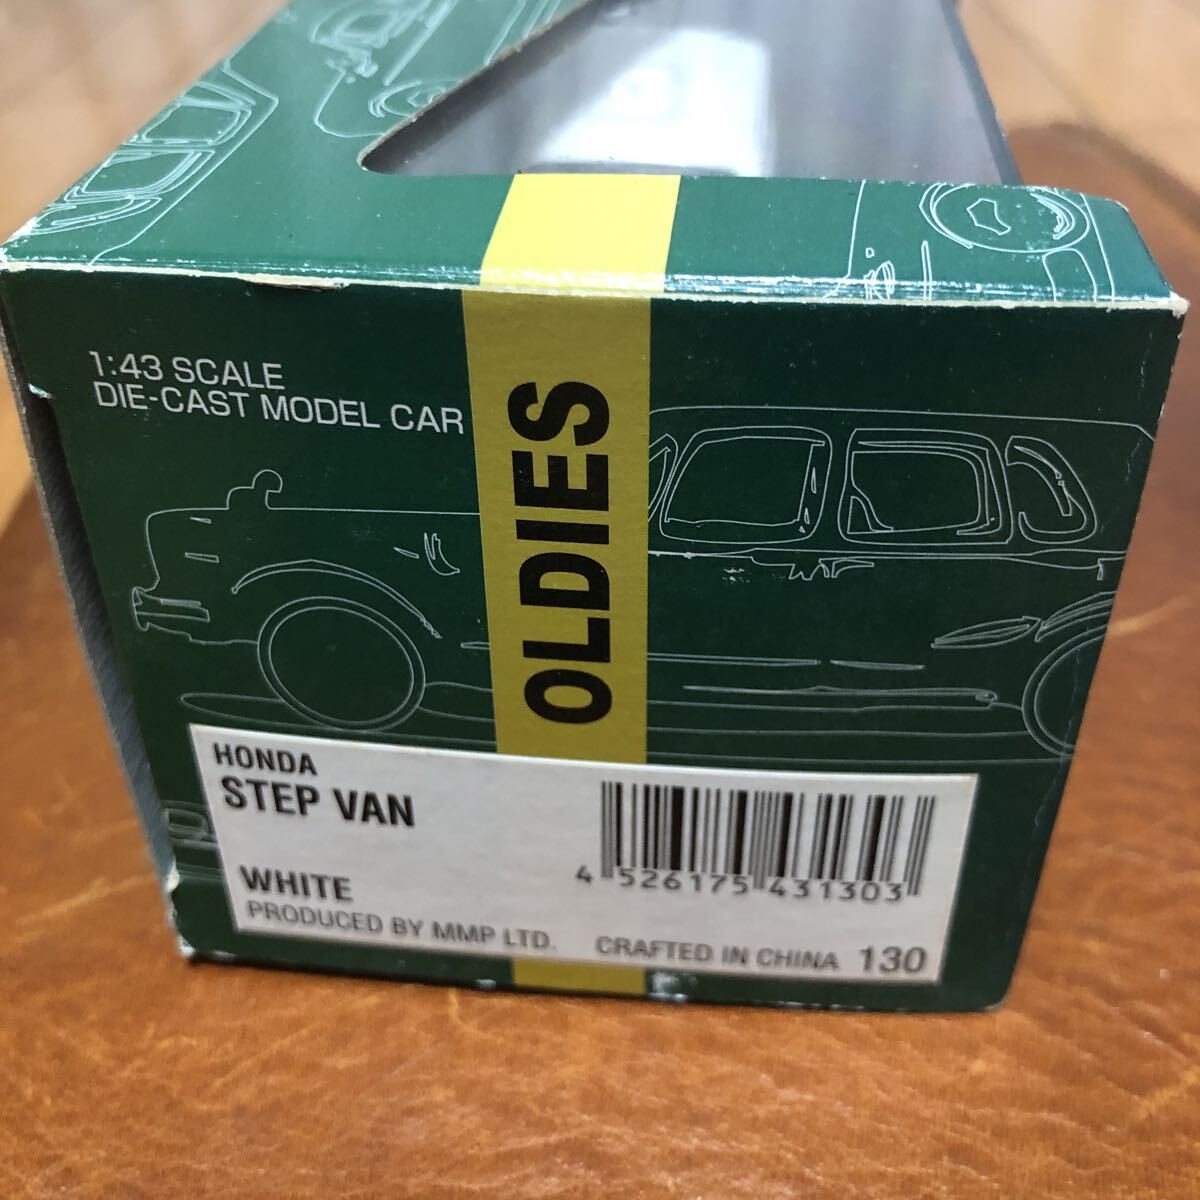 1:43 SCALE
DIE-CAST MODEL CAR
OLDIES
HONDA
STEP VAN
WHITE
4 526175 431303
PRODUCED BY MMP LTD. CRAFTED IN CHINA 130